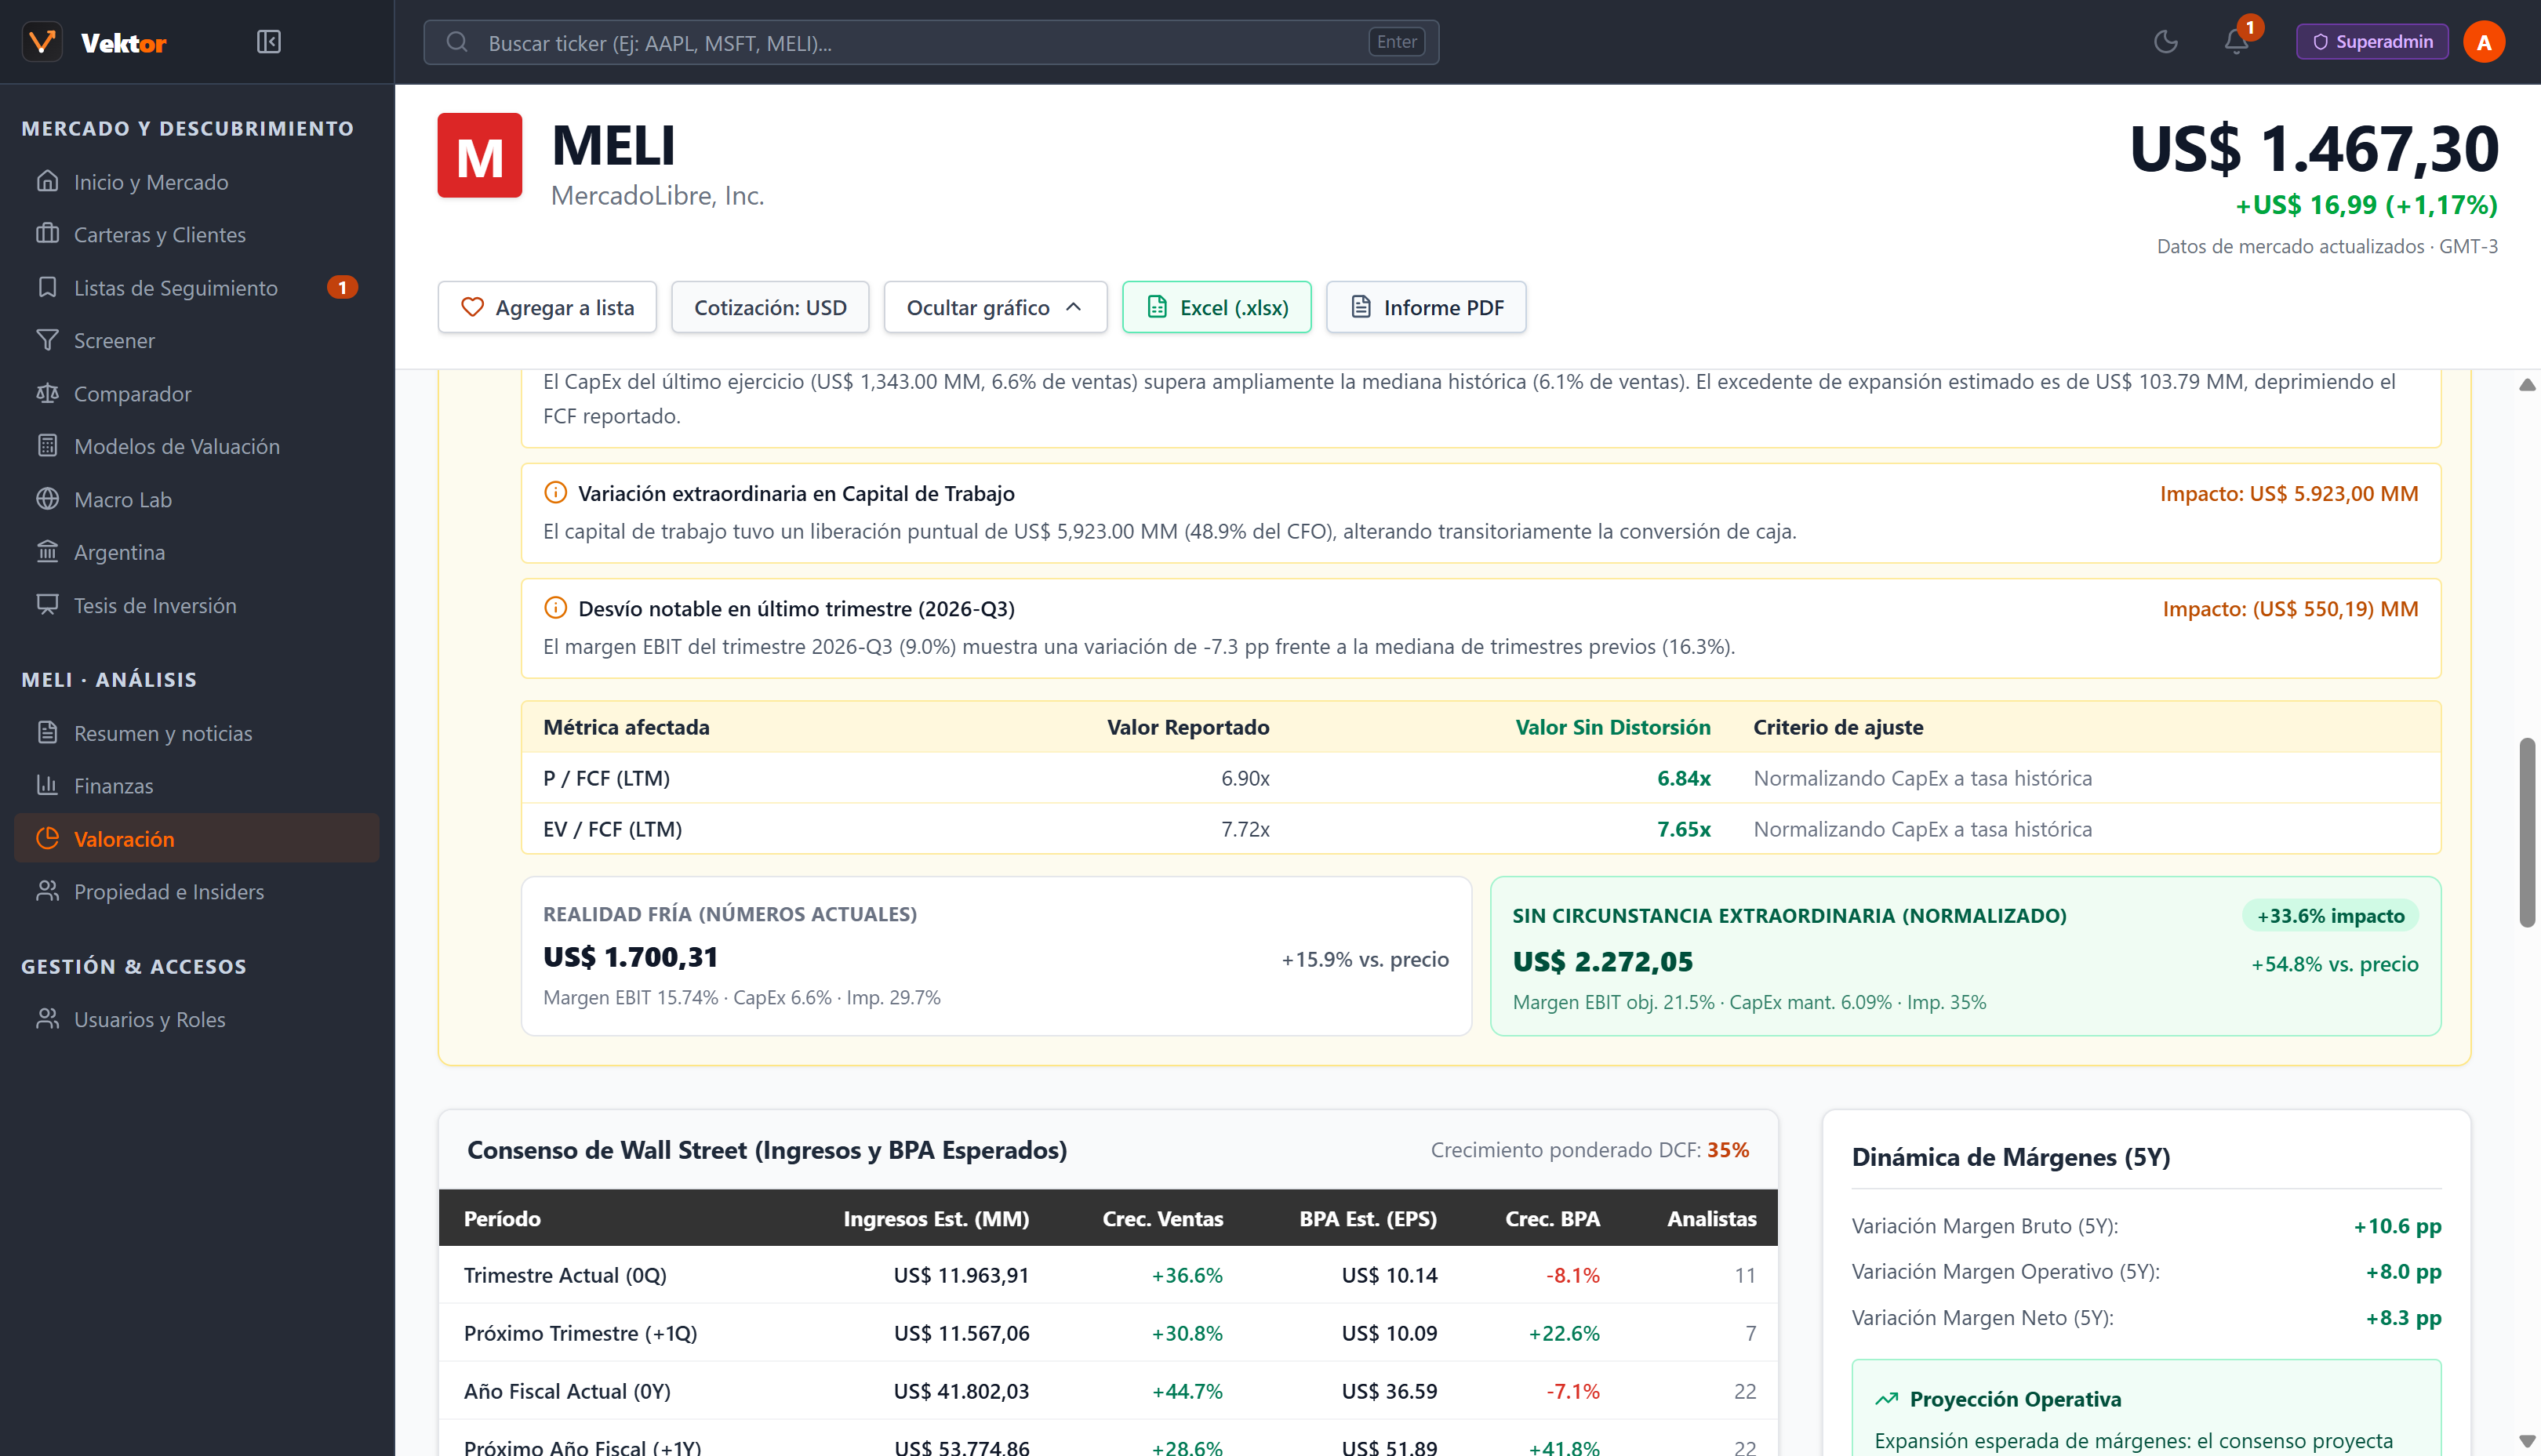 Vektor
Buscar ticker (Ej: AAPL, MSFT, MELI)...
Enter
1
Superadmin
A
MERCADO Y DESCUBRIMIENTO
Inicio y Mercado
Carteras y Clientes
Listas de Seguimiento 1
Screener
Comparador
Modelos de Valuación
Macro Lab
Argentina
Tesis de Inversión
MELI · ANÁLISIS
Resumen y noticias
Finanzas
Valoración
Propiedad e Insiders
GESTIÓN & ACCESOS
Usuarios y Roles
M
MELI
MercadoLibre, Inc.
US$ 1.467,30
+US$ 16,99 (+1,17%)
Datos de mercado actualizados · GMT-3
Agregar a lista
Cotización: USD
Ocultar gráfico
Excel (.xlsx)
Informe PDF
El CapEx del último ejercicio (US$ 1,343.00 MM, 6.6% de ventas) supera ampliamente la mediana histórica (6.1% de ventas). El excedente de expansión estimado es de US$ 103.79 MM, deprimiendo el
FCF reportado.
Variación extraordinaria en Capital de Trabajo Impacto: US$ 5.923,00 MM
El capital de trabajo tuvo un liberación puntual de US$ 5,923.00 MM (48.9% del CFO), alterando transitoriamente la conversión de caja.
Desvío notable en último trimestre (2026-Q3) Impacto: (US$ 550,19) MM
El margen EBIT del trimestre 2026-Q3 (9.0%) muestra una variación de -7.3 pp frente a la mediana de trimestres previos (16.3%).
Métrica afectada Valor Reportado Valor Sin Distorsión Criterio de ajuste
P / FCF (LTM) 6.90x 6.84x Normalizando CapEx a tasa histórica
EV / FCF (LTM) 7.72x 7.65x Normalizando CapEx a tasa histórica
REALIDAD FRÍA (NÚMEROS ACTUALES)
US$ 1.700,31 +15.9% vs. precio
Margen EBIT 15.74% · CapEx 6.6% · Imp. 29.7%
SIN CIRCUNSTANCIA EXTRAORDINARIA (NORMALIZADO) +33.6% impacto
US$ 2.272,05 +54.8% vs. precio
Margen EBIT obj. 21.5% · CapEx mant. 6.09% · Imp. 35%
Consenso de Wall Street (Ingresos y BPA Esperados) Crecimiento ponderado DCF: 35%
Período Ingresos Est. (MM) Crec. Ventas BPA Est. (EPS) Crec. BPA Analistas
Trimestre Actual (0Q) US$ 11.963,91 +36.6% US$ 10.14 -8.1% 11
Próximo Trimestre (+1Q) US$ 11.567,06 +30.8% US$ 10.09 +22.6% 7
Año Fiscal Actual (0Y) US$ 41.802,03 +44.7% US$ 36.59 -7.1% 22
Próximo Año Fiscal (+1Y) US$ 53.774,86 +28.6% US$ 51.89 +41.8% 22
Dinámica de Márgenes (5Y)
Variación Margen Bruto (5Y): +10.6 pp
Variación Margen Operativo (5Y): +8.0 pp
Variación Margen Neto (5Y): +8.3 pp
Proyección Operativa
Expansión esperada de márgenes: el consenso proyecta